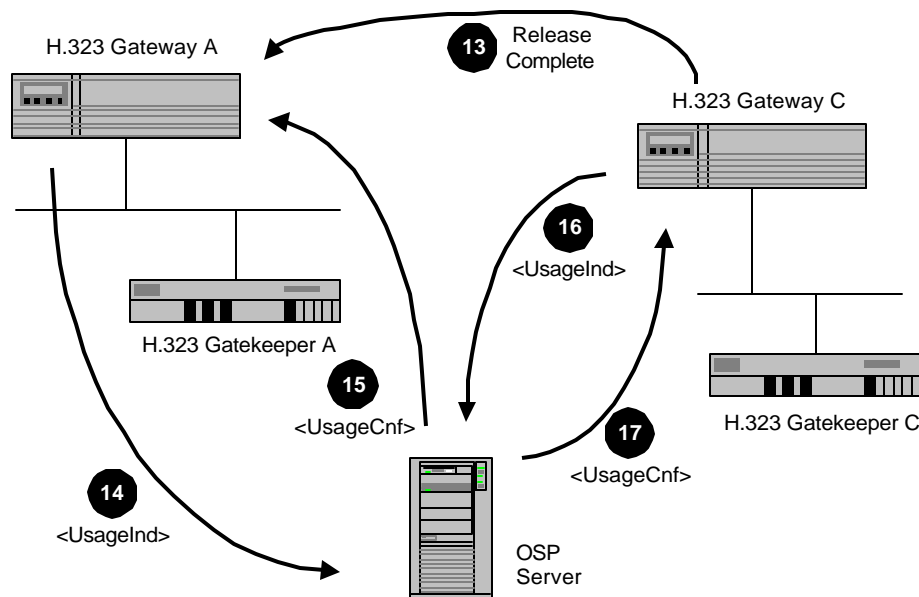 H.323 Gateway A
13
Release
Complete
H.323 Gateway C
16
<UsageInd>
H.323 Gatekeeper A
15
<UsageCnf>
H.323 Gatekeeper C
17
<UsageCnf>
14
<UsageInd>
OSP
Server